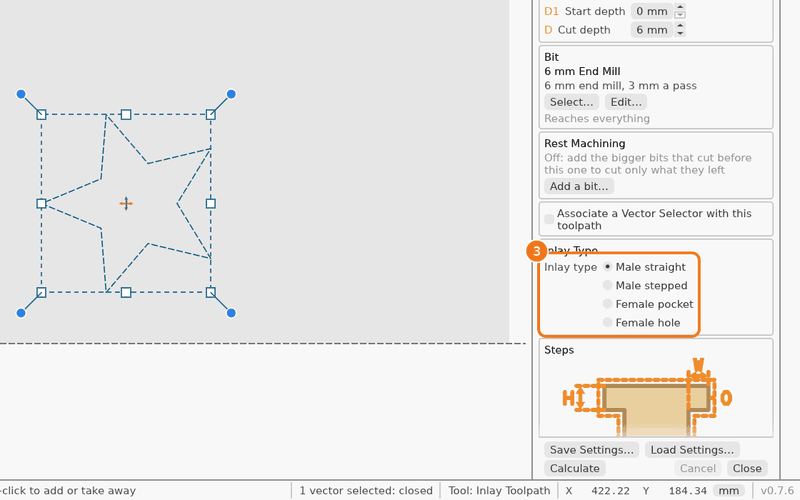 D1 Start depth 0 mm
D Cut depth 6 mm
Bit
6 mm End Mill
6 mm end mill, 3 mm a pass
Select... Edit...
Reaches everything
Rest Machining
Off: add the bigger bits that cut before
this one to cut only what they left
Add a bit...
Associate a Vector Selector with this
toolpath
3
Inlay Type
Inlay type Male straight
Male stepped
Female pocket
Female hole
Steps
W
H O
Save Settings... Load Settings...
Calculate Cancel Close
-click to add or take away 1 vector selected: closed Tool: Inlay Toolpath X 422.22 Y 184.34 mm v0.7.6